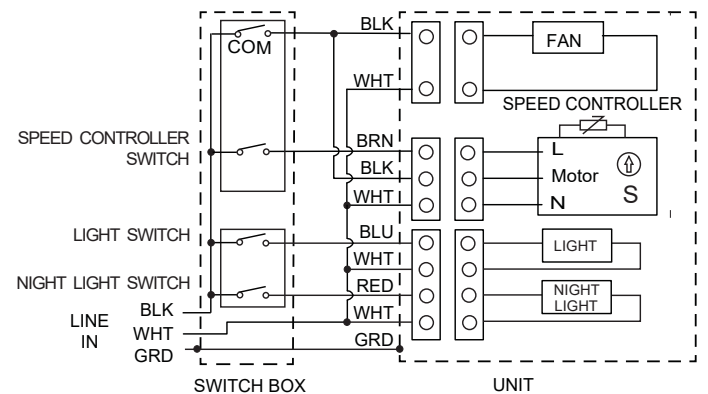 BLK
COM
FAN
WHT
SPEED CONTROLLER
SPEED CONTROLLER
SWITCH
BRN
L
BLK
Motor
S
WHT
N
LIGHT SWITCH
BLU
LIGHT
WHT
NIGHT LIGHT SWITCH
RED
NIGHT
LIGHT
BLK
LINE
IN
WHT
WHT
GRD
GRD
SWITCH BOX
UNIT